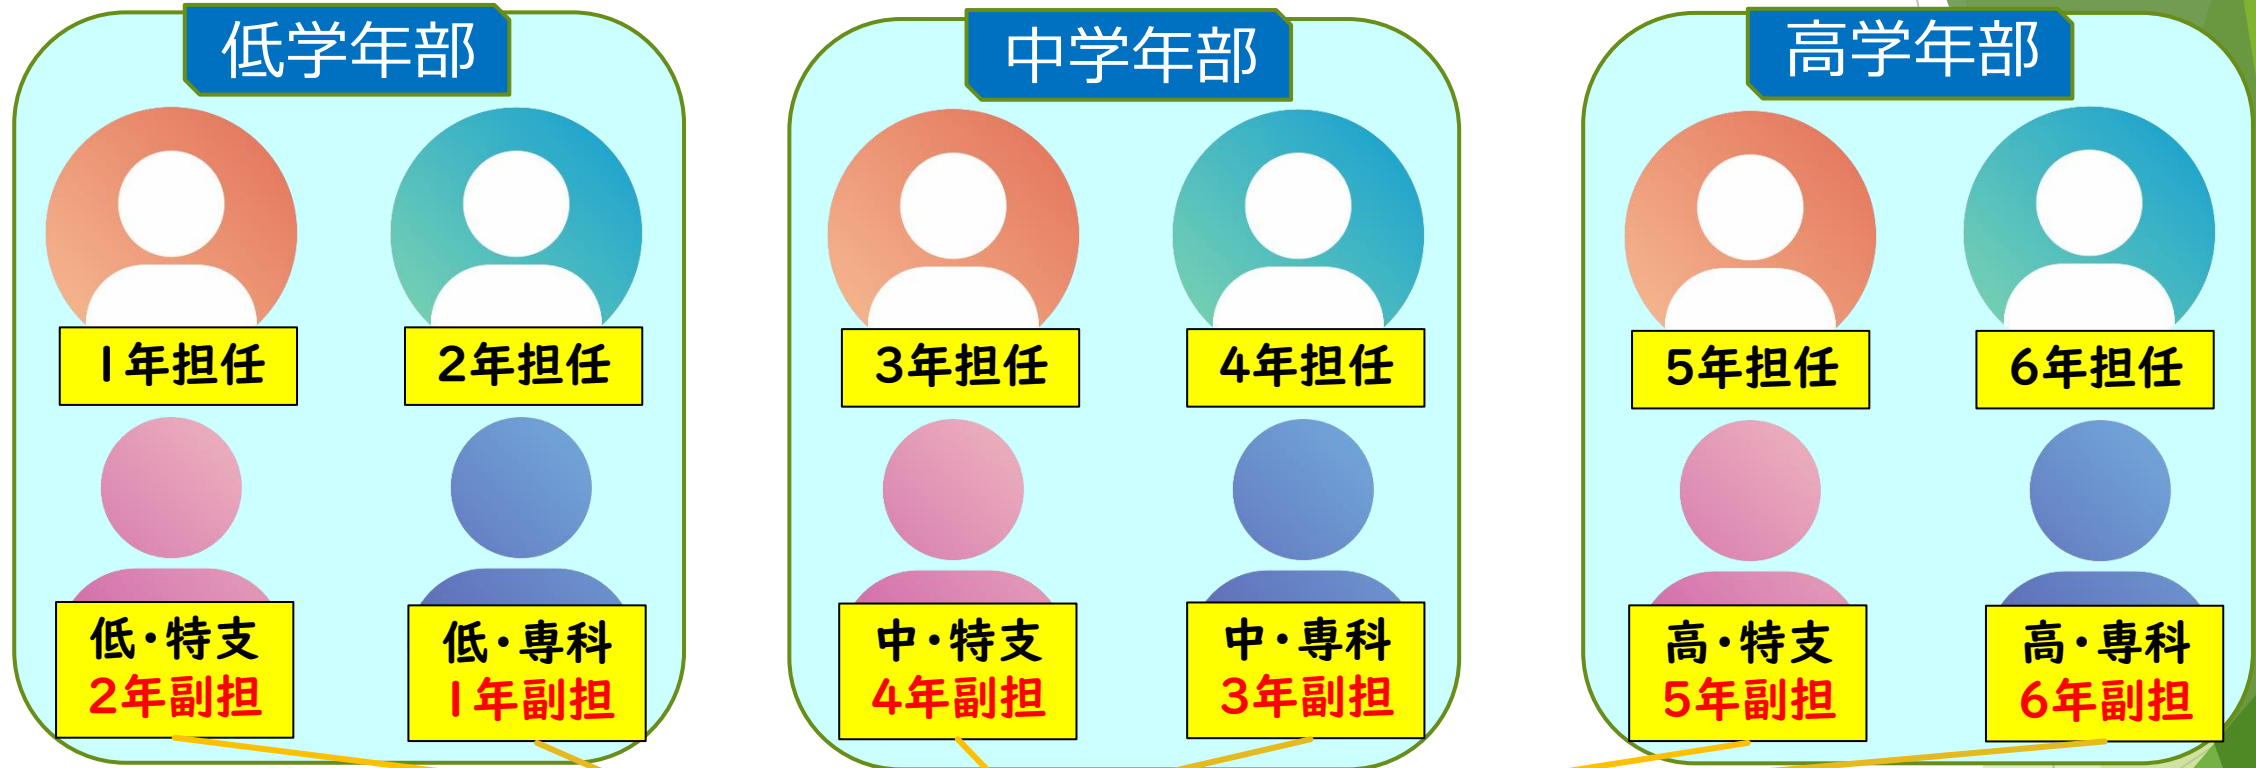 低学年部
1年担任
2年担任
低・特支
2年副担
低・専科
1年副担
中学年部
3年担任
4年担任
中・特支
4年副担
中・専科
3年副担
高学年部
5年担任
6年担任
高・特支
5年副担
高・専科
6年副担